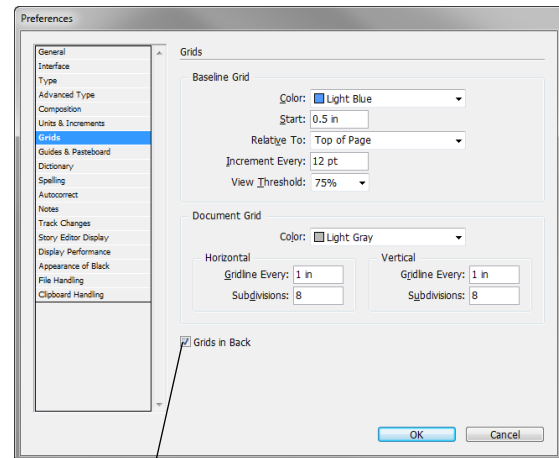 Preferences
General
Interface
Type
Advanced Type
Composition
Units & Increments
Grids
Guides & Pasteboard
Dictionary
Spelling
Autocorrect
Notes
Track Changes
Story Editor Display
Display Performance
Appearance of Black
File Handling
Clipboard Handling
Grids
Baseline Grid
Color: Light Blue
Start: 0.5 in
Relative To: Top of Page
Increment Every: 12 pt
View Threshold: 75%
Document Grid
Color: Light Gray
Horizontal
Gridline Every: 1 in
Subdivisions: 8
Vertical
Gridline Every: 1 in
Subdivisions: 8
Grids in Back
OK Cancel